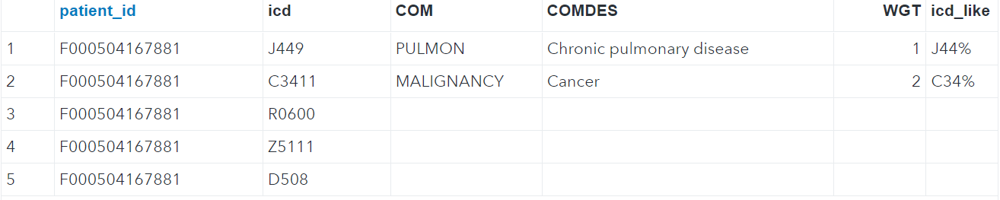 patient_id icd COM COMDES WGT icd_like
1 F000504167881 J449 PULMON Chronic pulmonary disease 1 J44%
2 F000504167881 C3411 MALIGNANCY Cancer 2 C34%
3 F000504167881 R0600
4 F000504167881 Z5111
5 F000504167881 D508